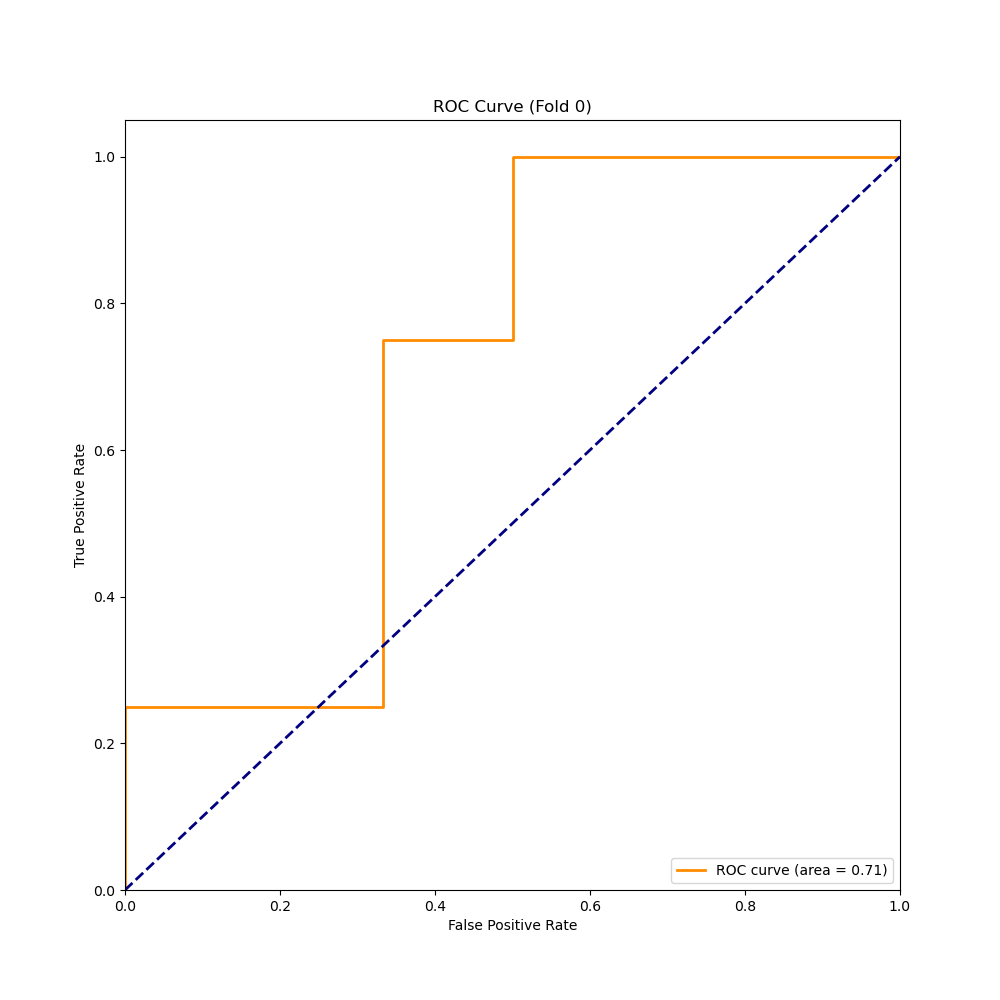 ROC Curve (Fold 0)
1.0
0.8
0.6
0.4
0.2
0.0
True Positive Rate
0.0 0.2 0.4 0.6 0.8 1.0
False Positive Rate
ROC curve (area = 0.71)